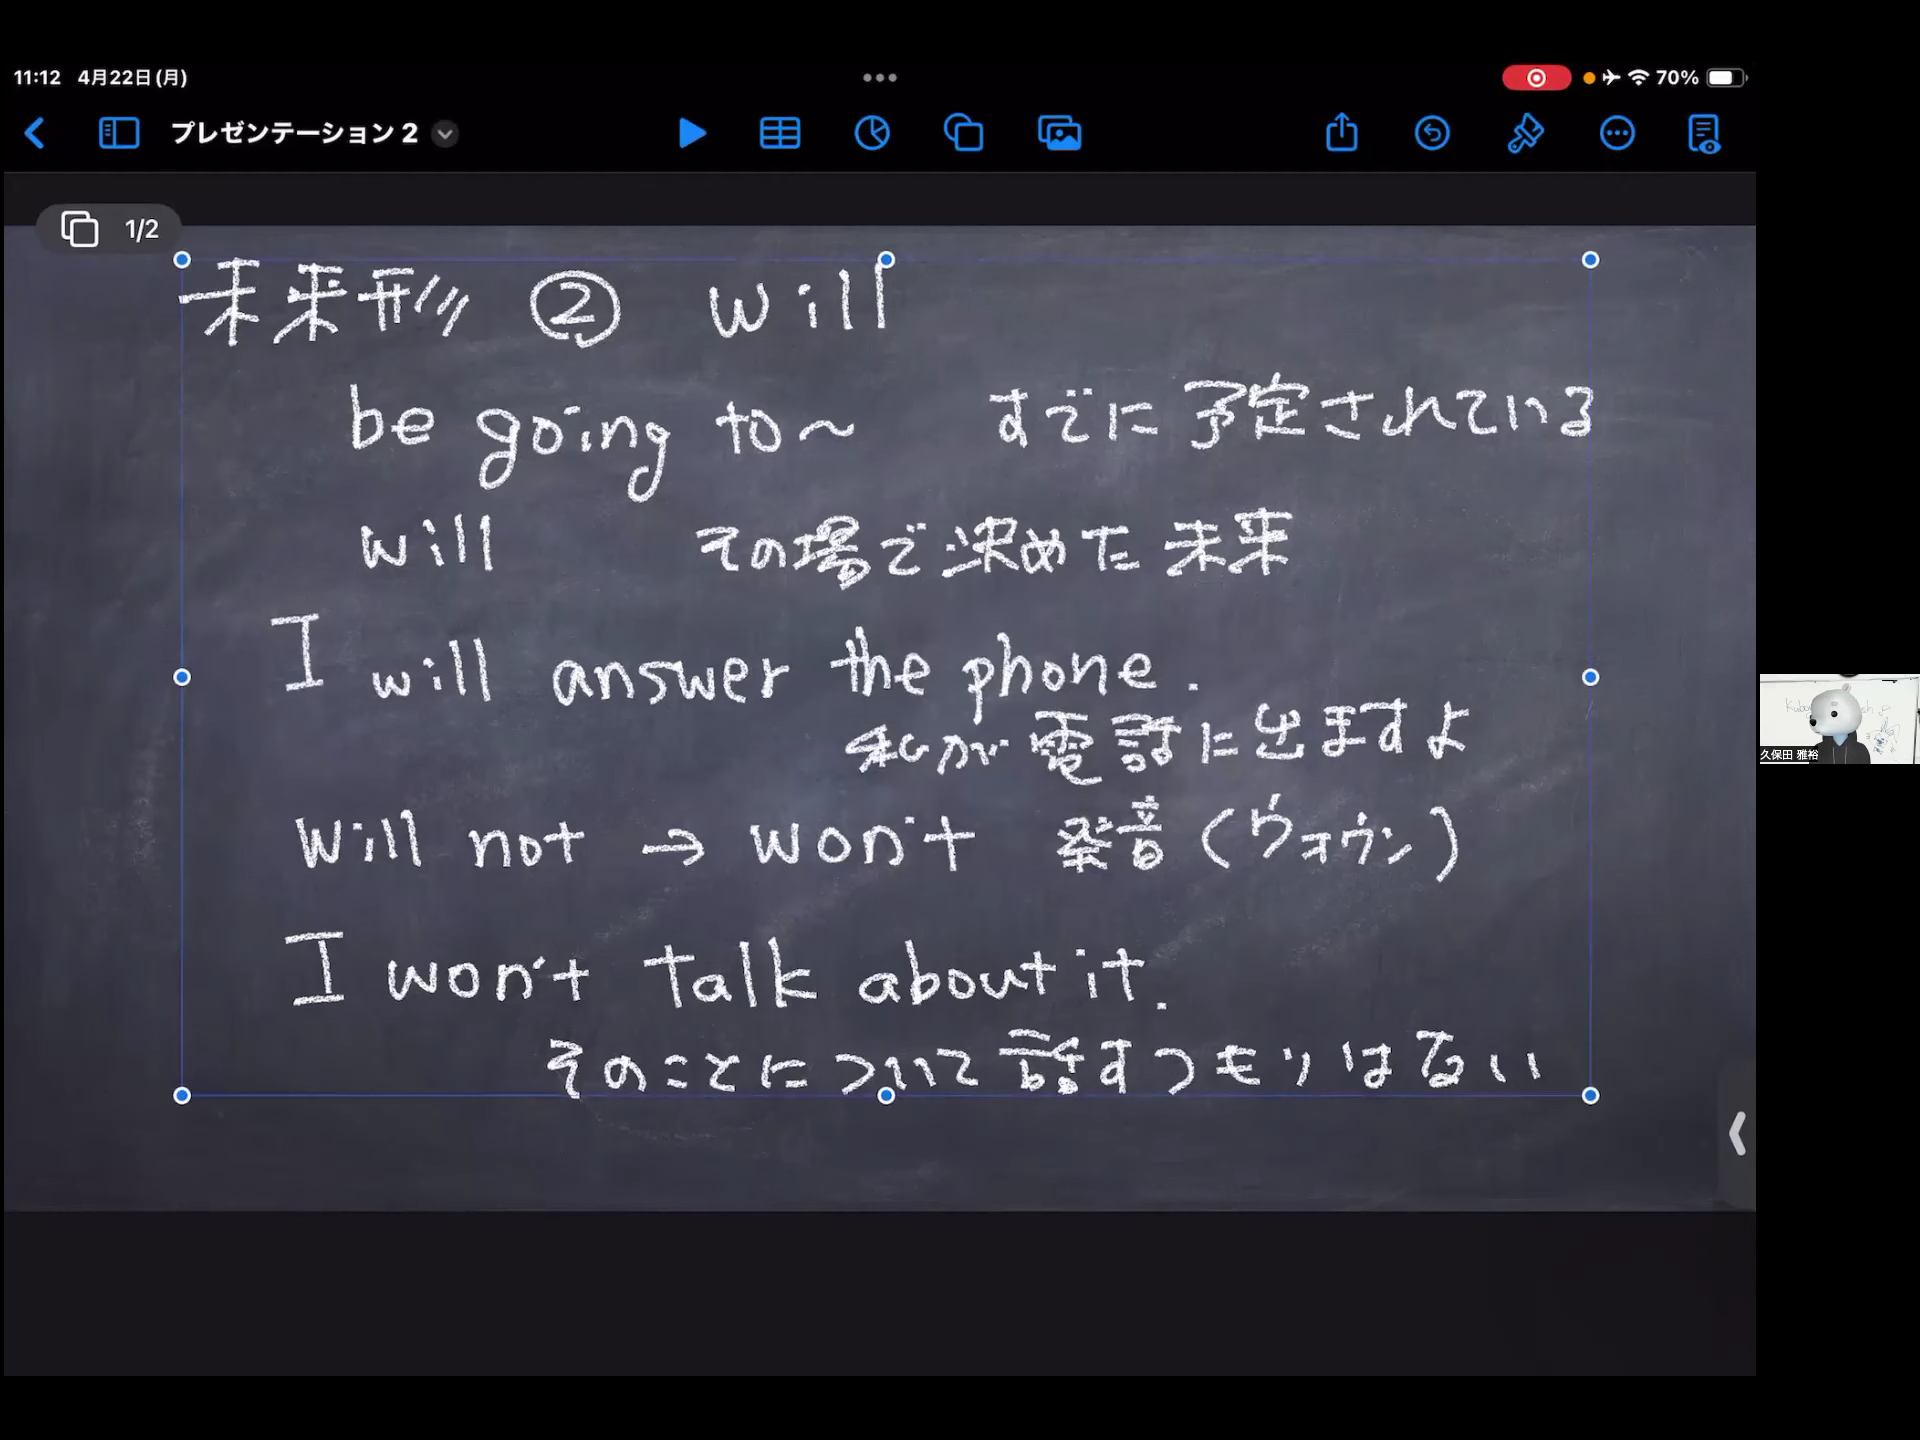 11:12 4月22日(月) 70%
プレゼンテーション 2
1/2
未来形 ② will
be going to~ すでに予定されている
will その場で決めた未来
I will answer the phone.
私が電話に出ますよ
Will not → won't 発音(ウォウン)
I won't talk about it.
そのことについて話すつもりはない
久保田 雅裕